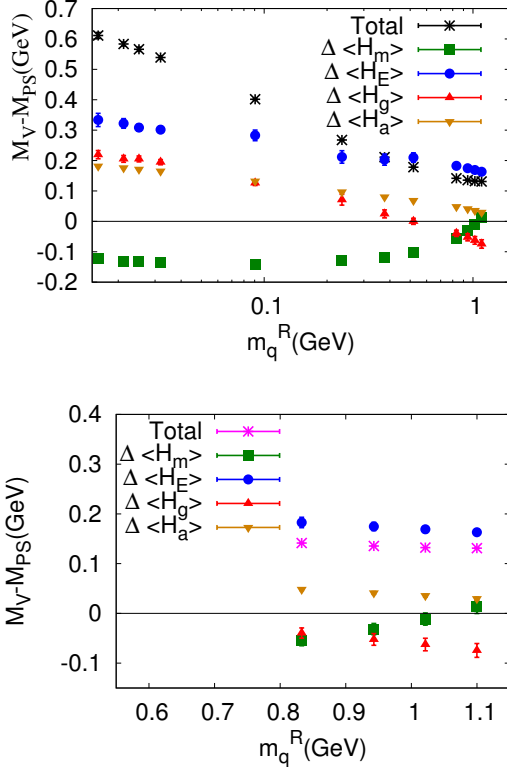 M_V-M_PS(GeV)
0.7
0.6
0.5
0.4
0.3
0.2
0.1
0
-0.1
-0.2
Total
Δ <H_m>
Δ <H_E>
Δ <H_g>
Δ <H_a>
0.1
1
m_q^R(GeV)
M_V-M_PS(GeV)
0.4
0.3
0.2
0.1
0
-0.1
Total
Δ <H_m>
Δ <H_E>
Δ <H_g>
Δ <H_a>
0.6
0.7
0.8
0.9
1
1.1
m_q^R(GeV)